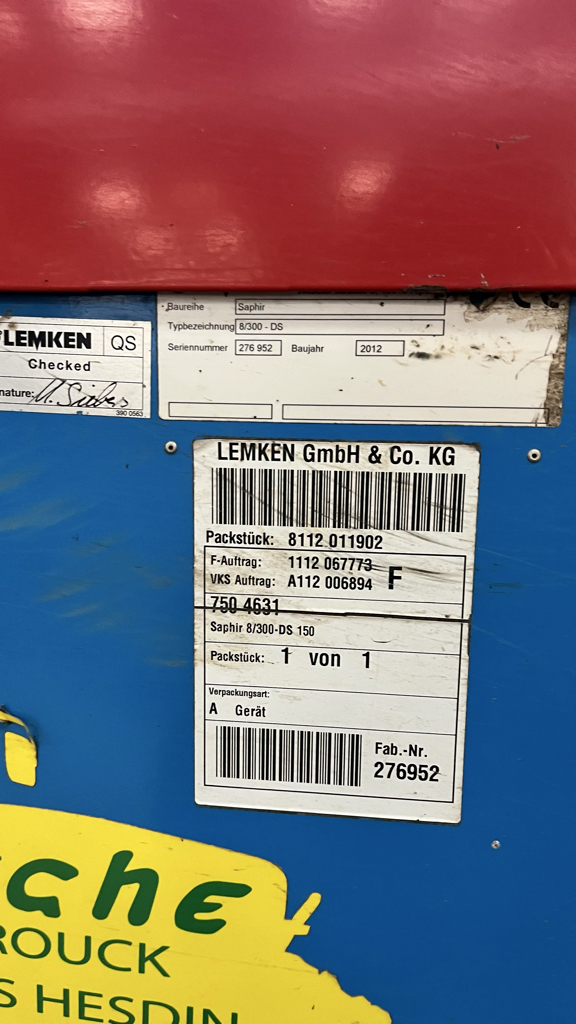 Baureihe Saphir
Typbezeichnung 8/300 - DS
Seriennummer 276 952 Baujahr 2012
LEMKEN QS
Checked
nature:
390 0563
LEMKEN GmbH & Co. KG
Packstück: 8112 011902
F-Auftrag: 1112 067773
VKS Auftrag: A112 006894 F
750 4631
Saphir 8/300-DS 150
Packstück: 1 von 1
Verpackungsart:
A Gerät
Fab.-Nr.
276952
che
ROUCK
S HESDIN